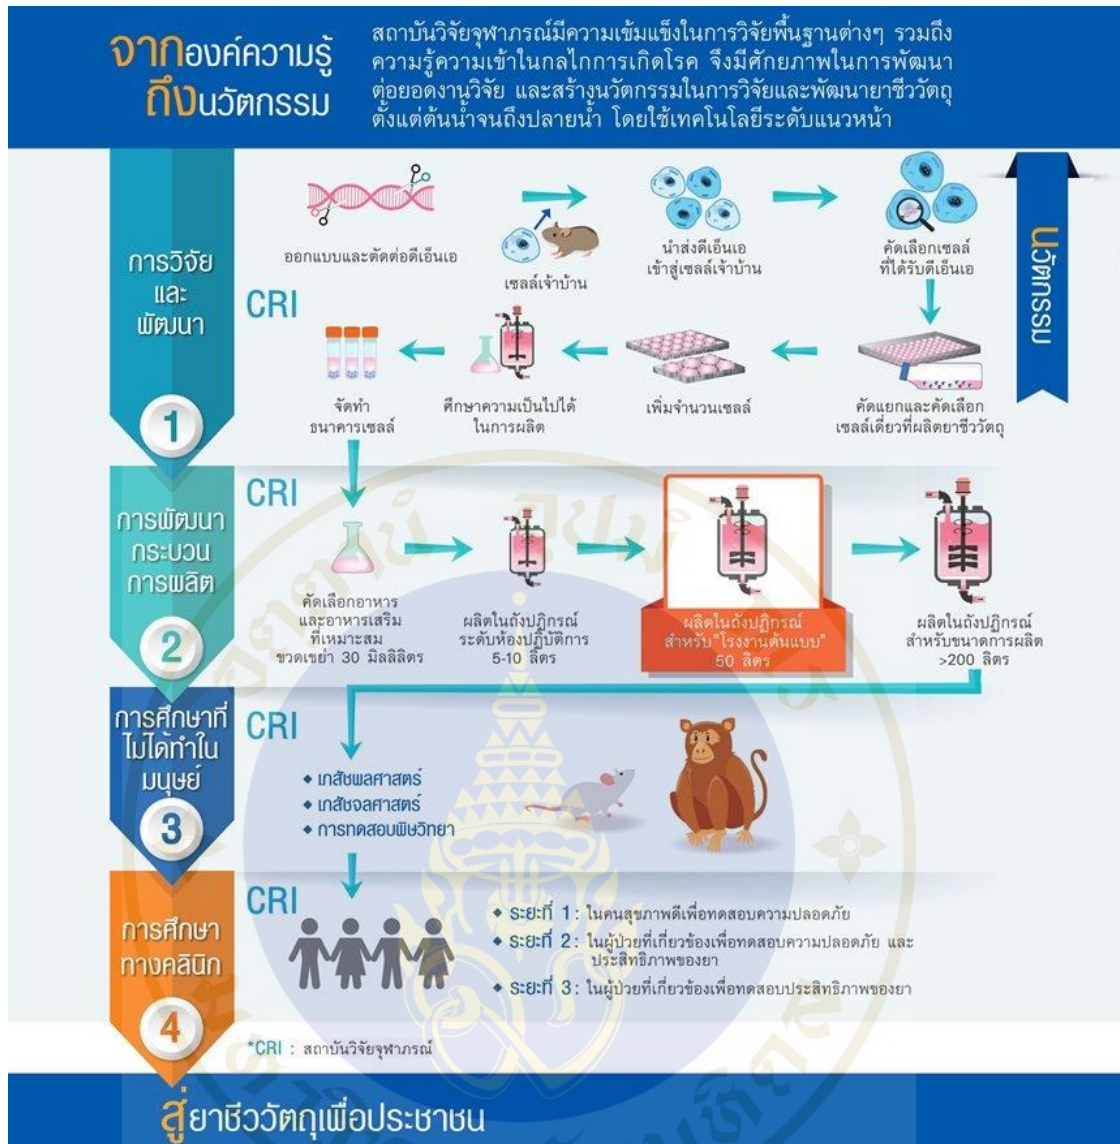 จากองค์ความรู้
ถึงนวัตกรรม
สถาบันวิจัยจุฬาภรณ์มีความเข้มแข็งในการวิจัยพื้นฐานต่างๆ รวมถึง
ความรู้ความเข้าในกลไกการเกิดโรค จึงมีศักยภาพในการพัฒนา
ต่อยอดงานวิจัย และสร้างนวัตกรรมในการวิจัยและพัฒนายาชีววัตถุ
ตั้งแต่ต้นน้ำจนถึงปลายน้ำ โดยใช้เทคโนโลยีระดับแนวหน้า
นวัตกรรม
การวิจัย
และ
พัฒนา
1
CRI
ออกแบบและตัดต่อดีเอ็นเอ
เซลล์เจ้าบ้าน
นำส่งดีเอ็นเอ
เข้าสู่เซลล์เจ้าบ้าน
คัดเลือกเซลล์
ที่ได้รับดีเอ็นเอ
คัดแยกและคัดเลือก
เซลล์เดี่ยวที่ผลิตยาชีววัตถุ
เพิ่มจำนวนเซลล์
ศึกษาความเป็นไปได้
ในการผลิต
จัดทำ
ธนาคารเซลล์
การพัฒนา
กระบวน
การผลิต
2
CRI
คัดเลือกอาหาร
และอาหารเสริม
ที่เหมาะสม
ขวดเขย่า 30 มิลลิลิตร
ผลิตในถังปฏิกรณ์
ระดับห้องปฏิบัติการ
5-10 ลิตร
ผลิตในถังปฏิกรณ์
สำหรับ"โรงงานต้นแบบ"
50 ลิตร
ผลิตในถังปฏิกรณ์
สำหรับขนาดการผลิต
>200 ลิตร
การศึกษาที่
ไม่ได้ทำใน
มนุษย์
3
CRI
◆ เภสัชพลศาสตร์
◆ เภสัชจลศาสตร์
◆ การทดสอบพิษวิทยา
การศึกษา
ทางคลินิก
4
CRI
◆ ระยะที่ 1 : ในคนสุขภาพดีเพื่อทดสอบความปลอดภัย
◆ ระยะที่ 2 : ในผู้ป่วยที่เกี่ยวข้องเพื่อทดสอบความปลอดภัย และ
ประสิทธิภาพของยา
◆ ระยะที่ 3 : ในผู้ป่วยที่เกี่ยวข้องเพื่อทดสอบประสิทธิภาพของยา
*CRI : สถาบันวิจัยจุฬาภรณ์
สู่ยาชีววัตถุเพื่อประชาชน